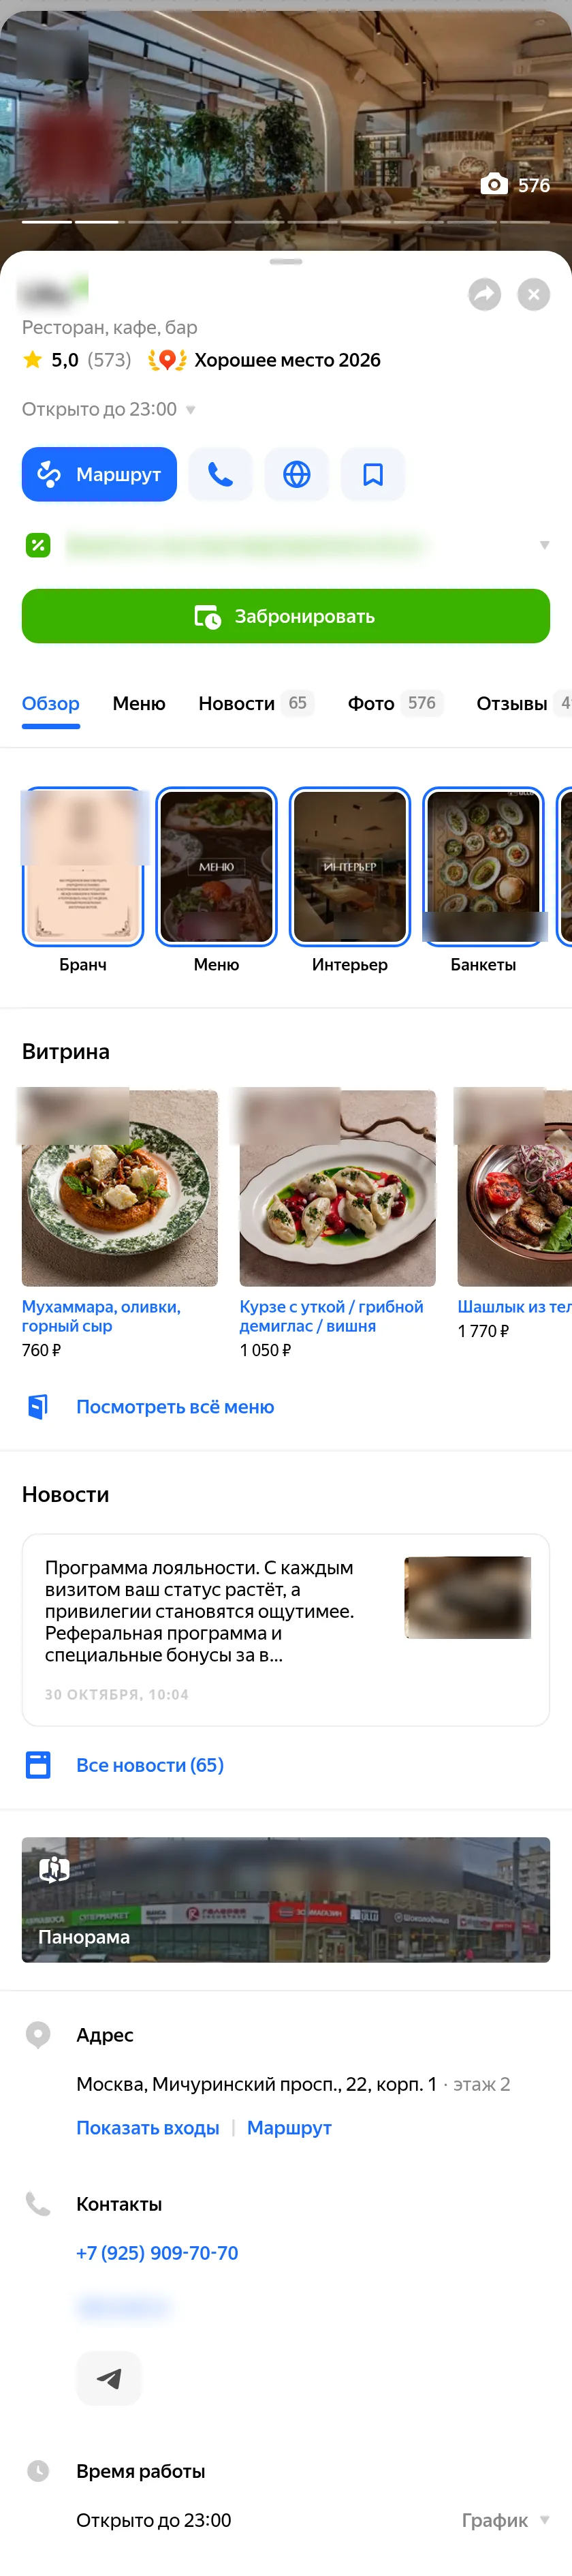 576
Ресторан, кафе, бар
5,0 (573) Хорошее место 2026
Открыто до 23:00
Маршрут
Забронировать
Обзор Меню Новости 65 Фото 576 Отзывы 4
МЕНЮ ИНТЕРЬЕР
Бранч Меню Интерьер Банкеты
Витрина
Мухаммара, оливки,
горный сыр
760 ₽
Курзе с уткой / грибной
демиглас / вишня
1 050 ₽
Шашлык из тел
1 770 ₽
Посмотреть всё меню
Новости
Программа лояльности. С каждым
визитом ваш статус растёт, а
привилегии становятся ощутимее.
Реферальная программа и
специальные бонусы за в...
30 ОКТЯБРЯ, 10:04
Все новости (65)
Панорама
Адрес
Москва, Мичуринский просп., 22, корп. 1 · этаж 2
Показать входы | Маршрут
Контакты
+7 (925) 909-70-70
Время работы
Открыто до 23:00
График